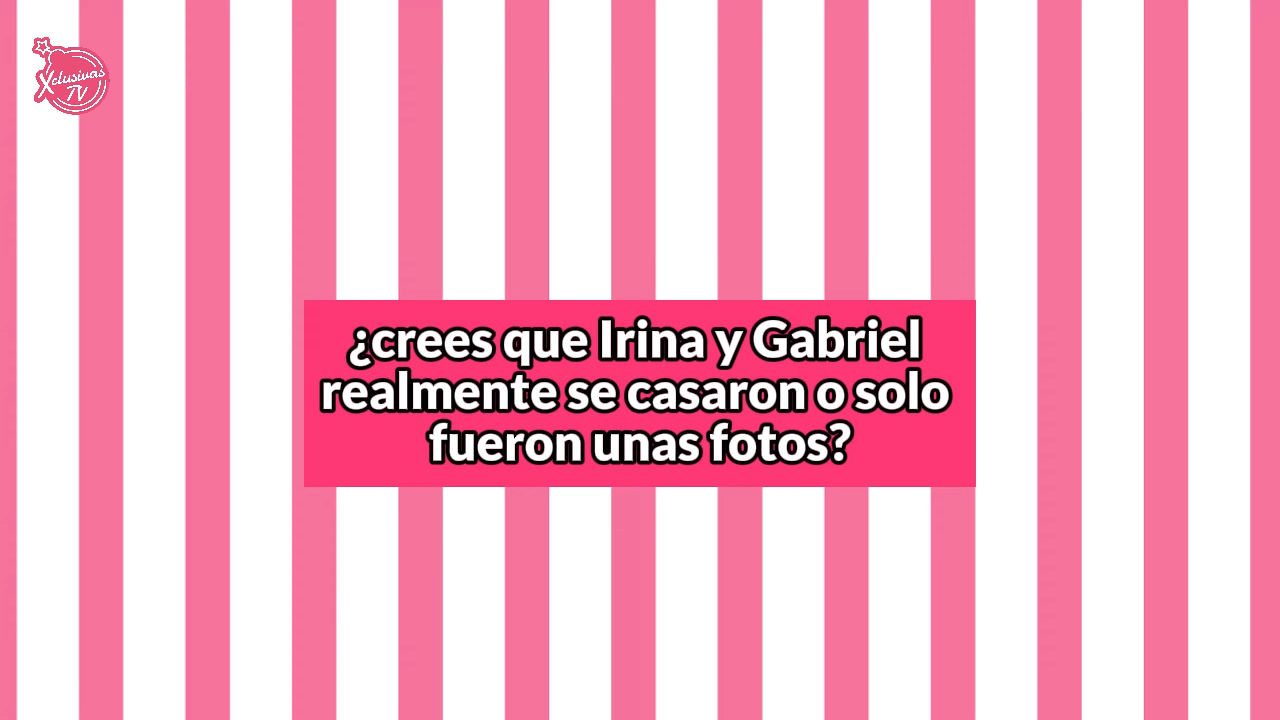 Xclusivas
TV
¿crees que Irina y Gabriel
realmente se casaron o solo
fueron unas fotos?